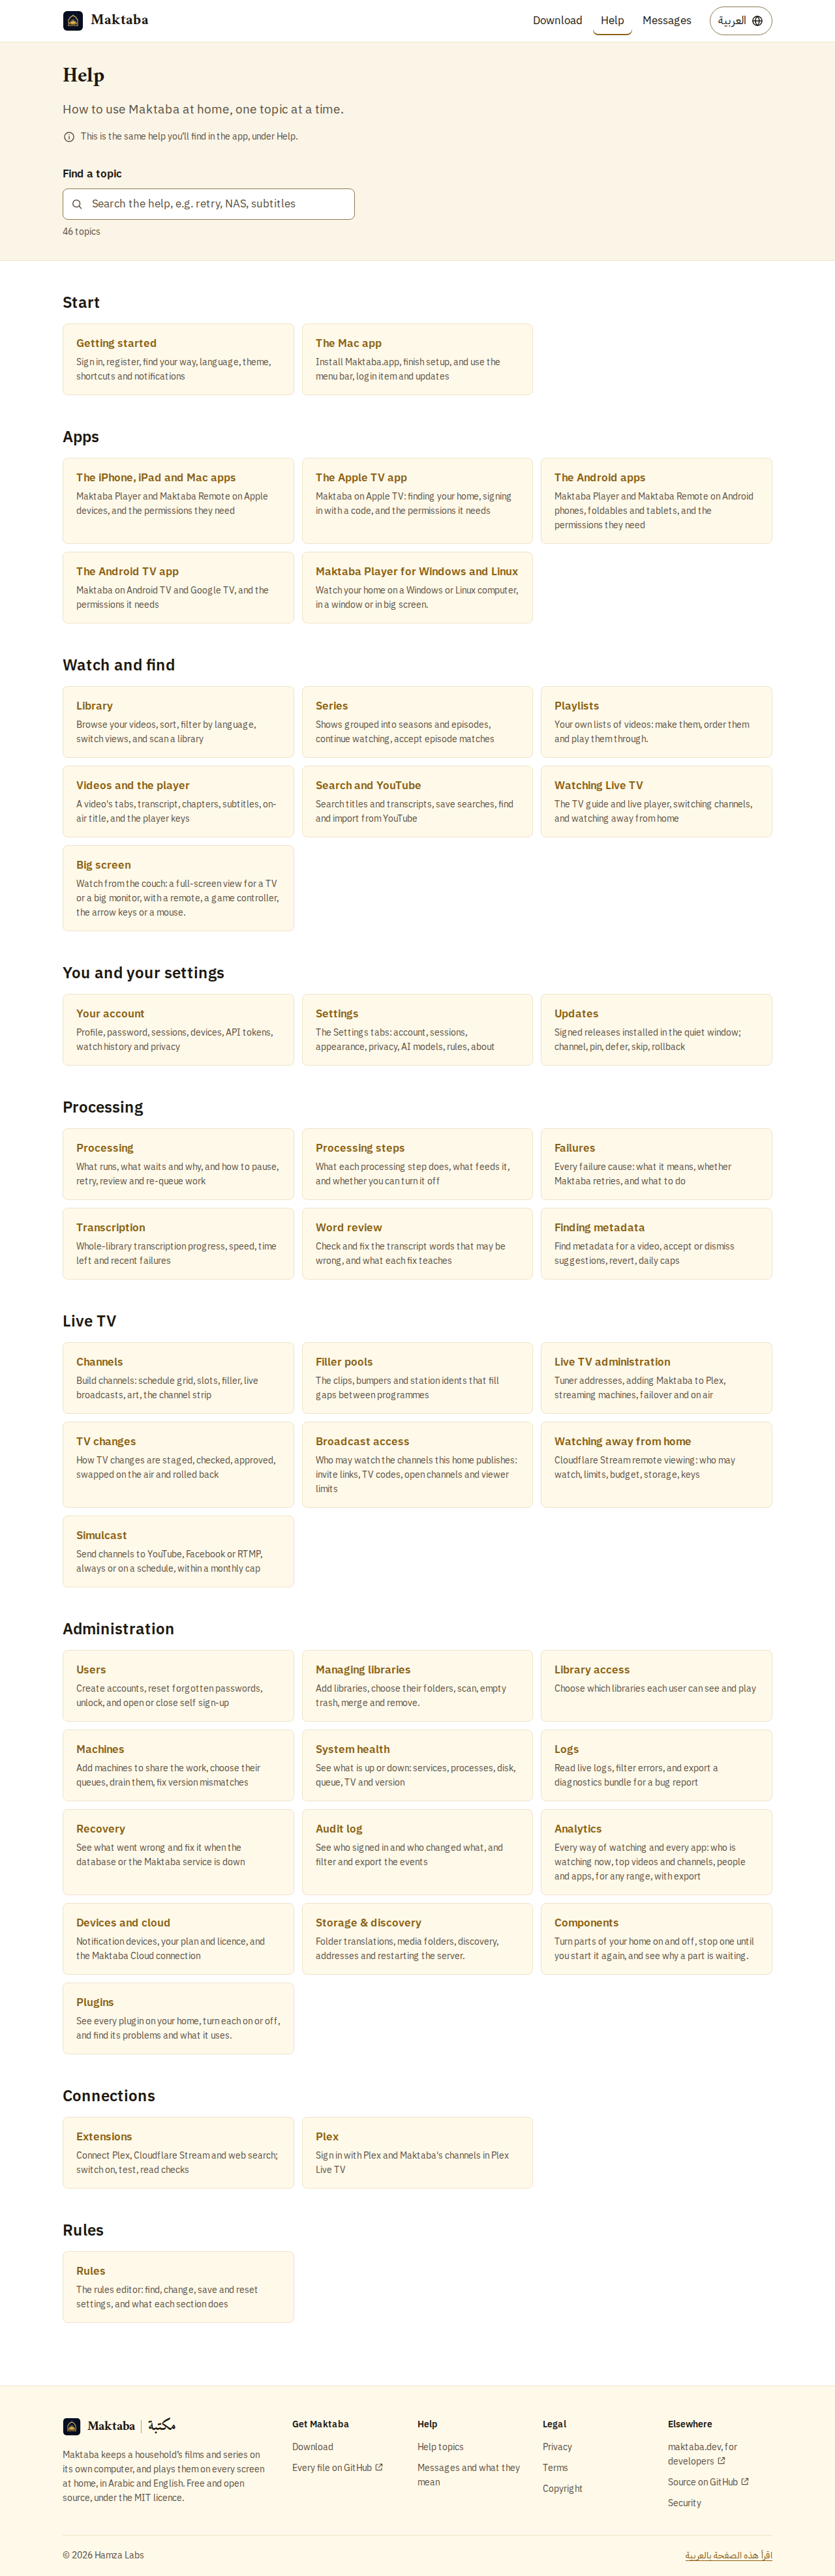 Maktaba
Download
Help
Messages
العربية
Help
How to use Maktaba at home, one topic at a time.
This is the same help you'll find in the app, under Help.
Find a topic
Search the help, e.g. retry, NAS, subtitles
46 topics
Start
Getting started
Sign in, register, find your way, language, theme,
shortcuts and notifications
The Mac app
Install Maktaba.app, finish setup, and use the
menu bar, login item and updates
Apps
The iPhone, iPad and Mac apps
Maktaba Player and Maktaba Remote on Apple
devices, and the permissions they need
The Apple TV app
Maktaba on Apple TV: finding your home, signing
in with a code, and the permissions it needs
The Android apps
Maktaba Player and Maktaba Remote on Android
phones, foldables and tablets, and the
permissions they need
The Android TV app
Maktaba on Android TV and Google TV, and the
permissions it needs
Maktaba Player for Windows and Linux
Watch your home on a Windows or Linux computer,
in a window or in big screen.
Watch and find
Library
Browse your videos, sort, filter by language,
switch views, and scan a library
Series
Shows grouped into seasons and episodes,
continue watching, accept episode matches
Playlists
Your own lists of videos: make them, order them
and play them through.
Videos and the player
A video's tabs, transcript, chapters, subtitles, on-
air title, and the player keys
Search and YouTube
Search titles and transcripts, save searches, find
and import from YouTube
Watching Live TV
The TV guide and live player, switching channels,
and watching away from home
Big screen
Watch from the couch: a full-screen view for a TV
or a big monitor, with a remote, a game controller,
the arrow keys or a mouse.
You and your settings
Your account
Profile, password, sessions, devices, API tokens,
watch history and privacy
Settings
The Settings tabs: account, sessions,
appearance, privacy, AI models, rules, about
Updates
Signed releases installed in the quiet window;
channel, pin, defer, skip, rollback
Processing
Processing
What runs, what waits and why, and how to pause,
retry, review and re-queue work
Processing steps
What each processing step does, what feeds it,
and whether you can turn it off
Failures
Every failure cause: what it means, whether
Maktaba retries, and what to do
Transcription
Whole-library transcription progress, speed, time
left and recent failures
Word review
Check and fix the transcript words that may be
wrong, and what each fix teaches
Finding metadata
Find metadata for a video, accept or dismiss
suggestions, revert, daily caps
Live TV
Channels
Build channels: schedule grid, slots, filler, live
broadcasts, art, the channel strip
Filler pools
The clips, bumpers and station idents that fill
gaps between programmes
Live TV administration
Tuner addresses, adding Maktaba to Plex,
streaming machines, failover and on air
TV changes
How TV changes are staged, checked, approved,
swapped on the air and rolled back
Broadcast access
Who may watch the channels this home publishes:
invite links, TV codes, open channels and viewer
limits
Watching away from home
Cloudflare Stream remote viewing: who may
watch, limits, budget, storage, keys
Simulcast
Send channels to YouTube, Facebook or RTMP,
always or on a schedule, within a monthly cap
Administration
Users
Create accounts, reset forgotten passwords,
unlock, and open or close self sign-up
Managing libraries
Add libraries, choose their folders, scan, empty
trash, merge and remove.
Library access
Choose which libraries each user can see and play
Machines
Add machines to share the work, choose their
queues, drain them, fix version mismatches
System health
See what is up or down: services, processes, disk,
queue, TV and version
Logs
Read live logs, filter errors, and export a
diagnostics bundle for a bug report
Recovery
See what went wrong and fix it when the
database or the Maktaba service is down
Audit log
See who signed in and who changed what, and
filter and export the events
Analytics
Every way of watching and every app: who is
watching now, top videos and channels, people
and apps, for any range, with export
Devices and cloud
Notification devices, your plan and licence, and
the Maktaba Cloud connection
Storage & discovery
Folder translations, media folders, discovery,
addresses and restarting the server.
Components
Turn parts of your home on and off, stop one until
you start it again, and see why a part is waiting.
Plugins
See every plugin on your home, turn each on or off,
and find its problems and what it uses.
Connections
Extensions
Connect Plex, Cloudflare Stream and web search;
switch on, test, read checks
Plex
Sign in with Plex and Maktaba's channels in Plex
Live TV
Rules
Rules
The rules editor: find, change, save and reset
settings, and what each section does
Maktaba | مكتبة
Maktaba keeps a household's films and series on
its own computer, and plays them on every screen
at home, in Arabic and English. Free and open
source, under the MIT licence.
Get Maktaba
Download
Every file on GitHub
Help
Help topics
Messages and what they
mean
Legal
Privacy
Terms
Copyright
Elsewhere
maktaba.dev, for
developers
Source on GitHub
Security
© 2026 Hamza Labs
اقرأ هذه الصفحة بالعربية